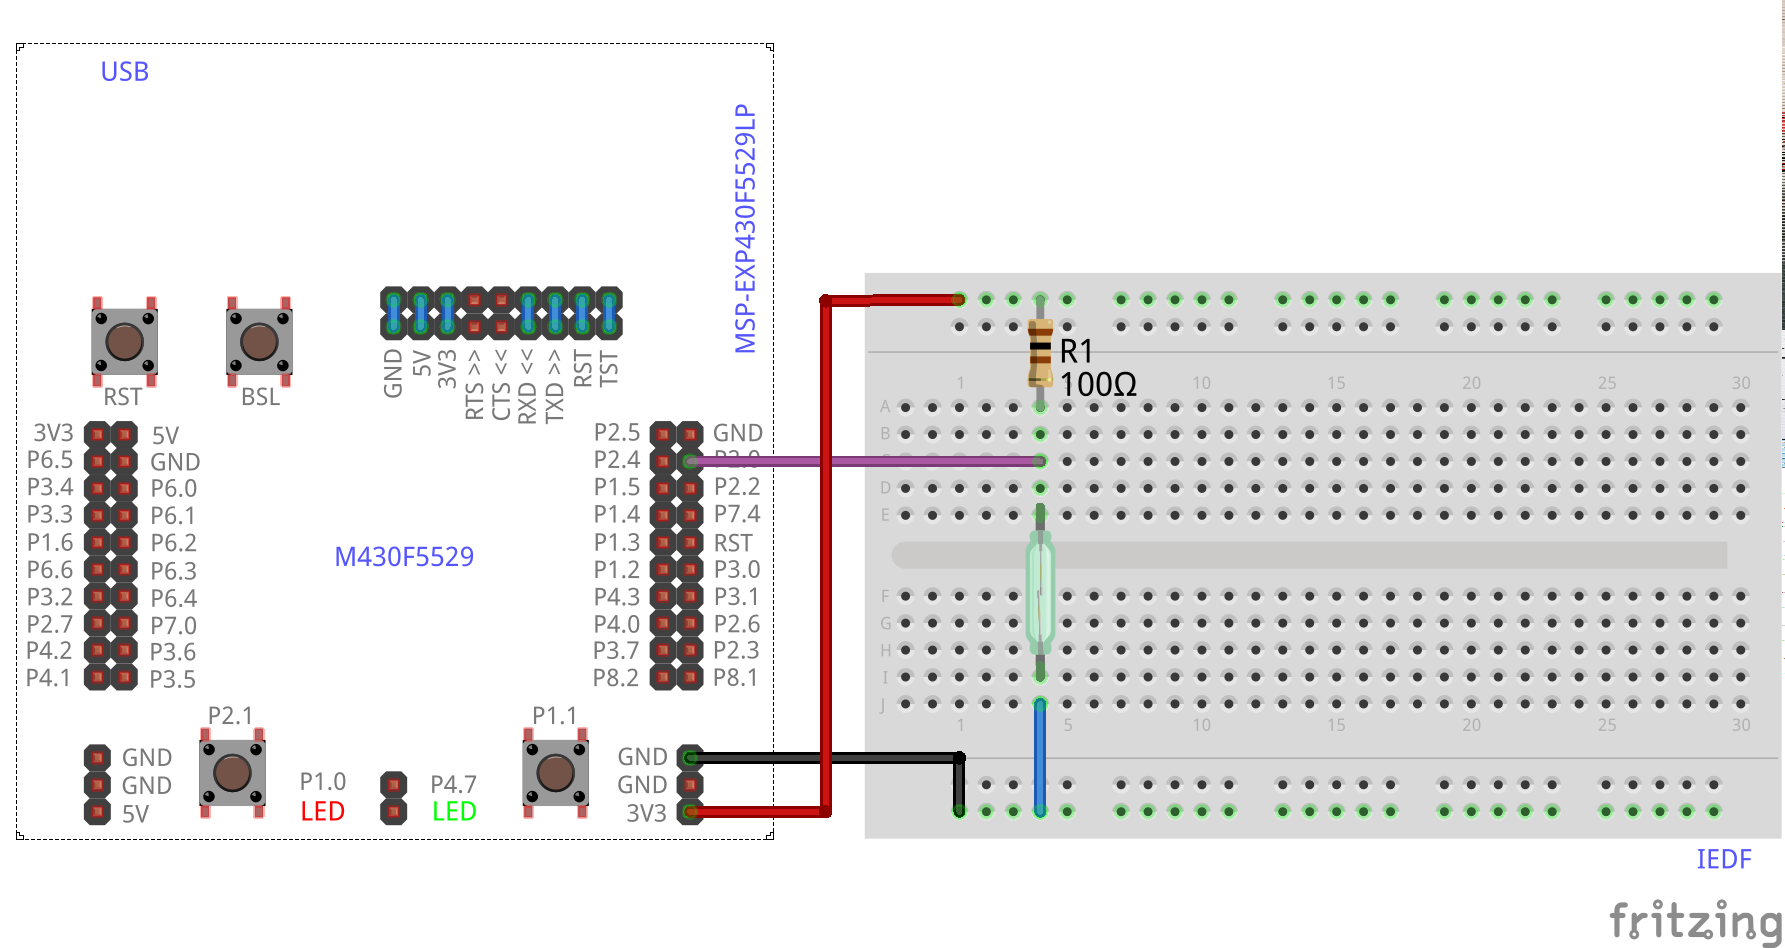 USB
MSP-EXP430F5529LP
RST
BSL
GND
5V
3V3
RTS >>
CTS <<
RXD <<
TXD >>
RST
TST
3V3 5V
P6.5 GND
P3.4 P6.0
P3.3 P6.1
P1.6 P6.2
P6.6 P6.3
P3.2 P6.4
P2.7 P7.0
P4.2 P3.6
P4.1 P3.5
M430F5529
P2.5 GND
P2.4 P2.0
P1.5 P2.2
P1.4 P7.4
P1.3 RST
P1.2 P3.0
P4.3 P3.1
P4.0 P2.6
P3.7 P2.3
P8.2 P8.1
P2.1
P1.1
GND
GND
5V
P1.0
LED
P4.7
LED
GND
GND
3V3
R1
100Ω
1 5 10 15 20 25 30
A
B
C
D
E
F
G
H
I
J
1 5 10 15 20 25 30
IEDF
fritzing